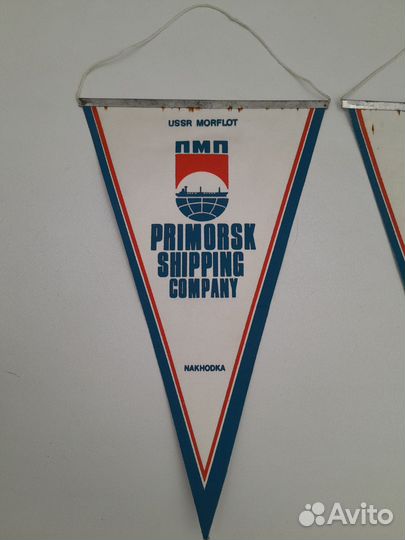 USSR MORFLOT
ПМП
PRIMORSK
SHIPPING
COMPANY
NAKHODKA
Avito